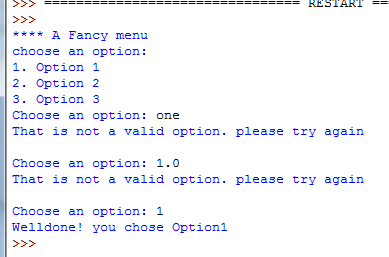 >>> ================================ RESTART ==
>>>
**** A Fancy menu
choose an option:
1. Option 1
2. Option 2
3. Option 3
Choose an option: one
That is not a valid option. please try again
Choose an option: 1.0
That is not a valid option. please try again
Choose an option: 1
Welldone! you chose Option1
>>>